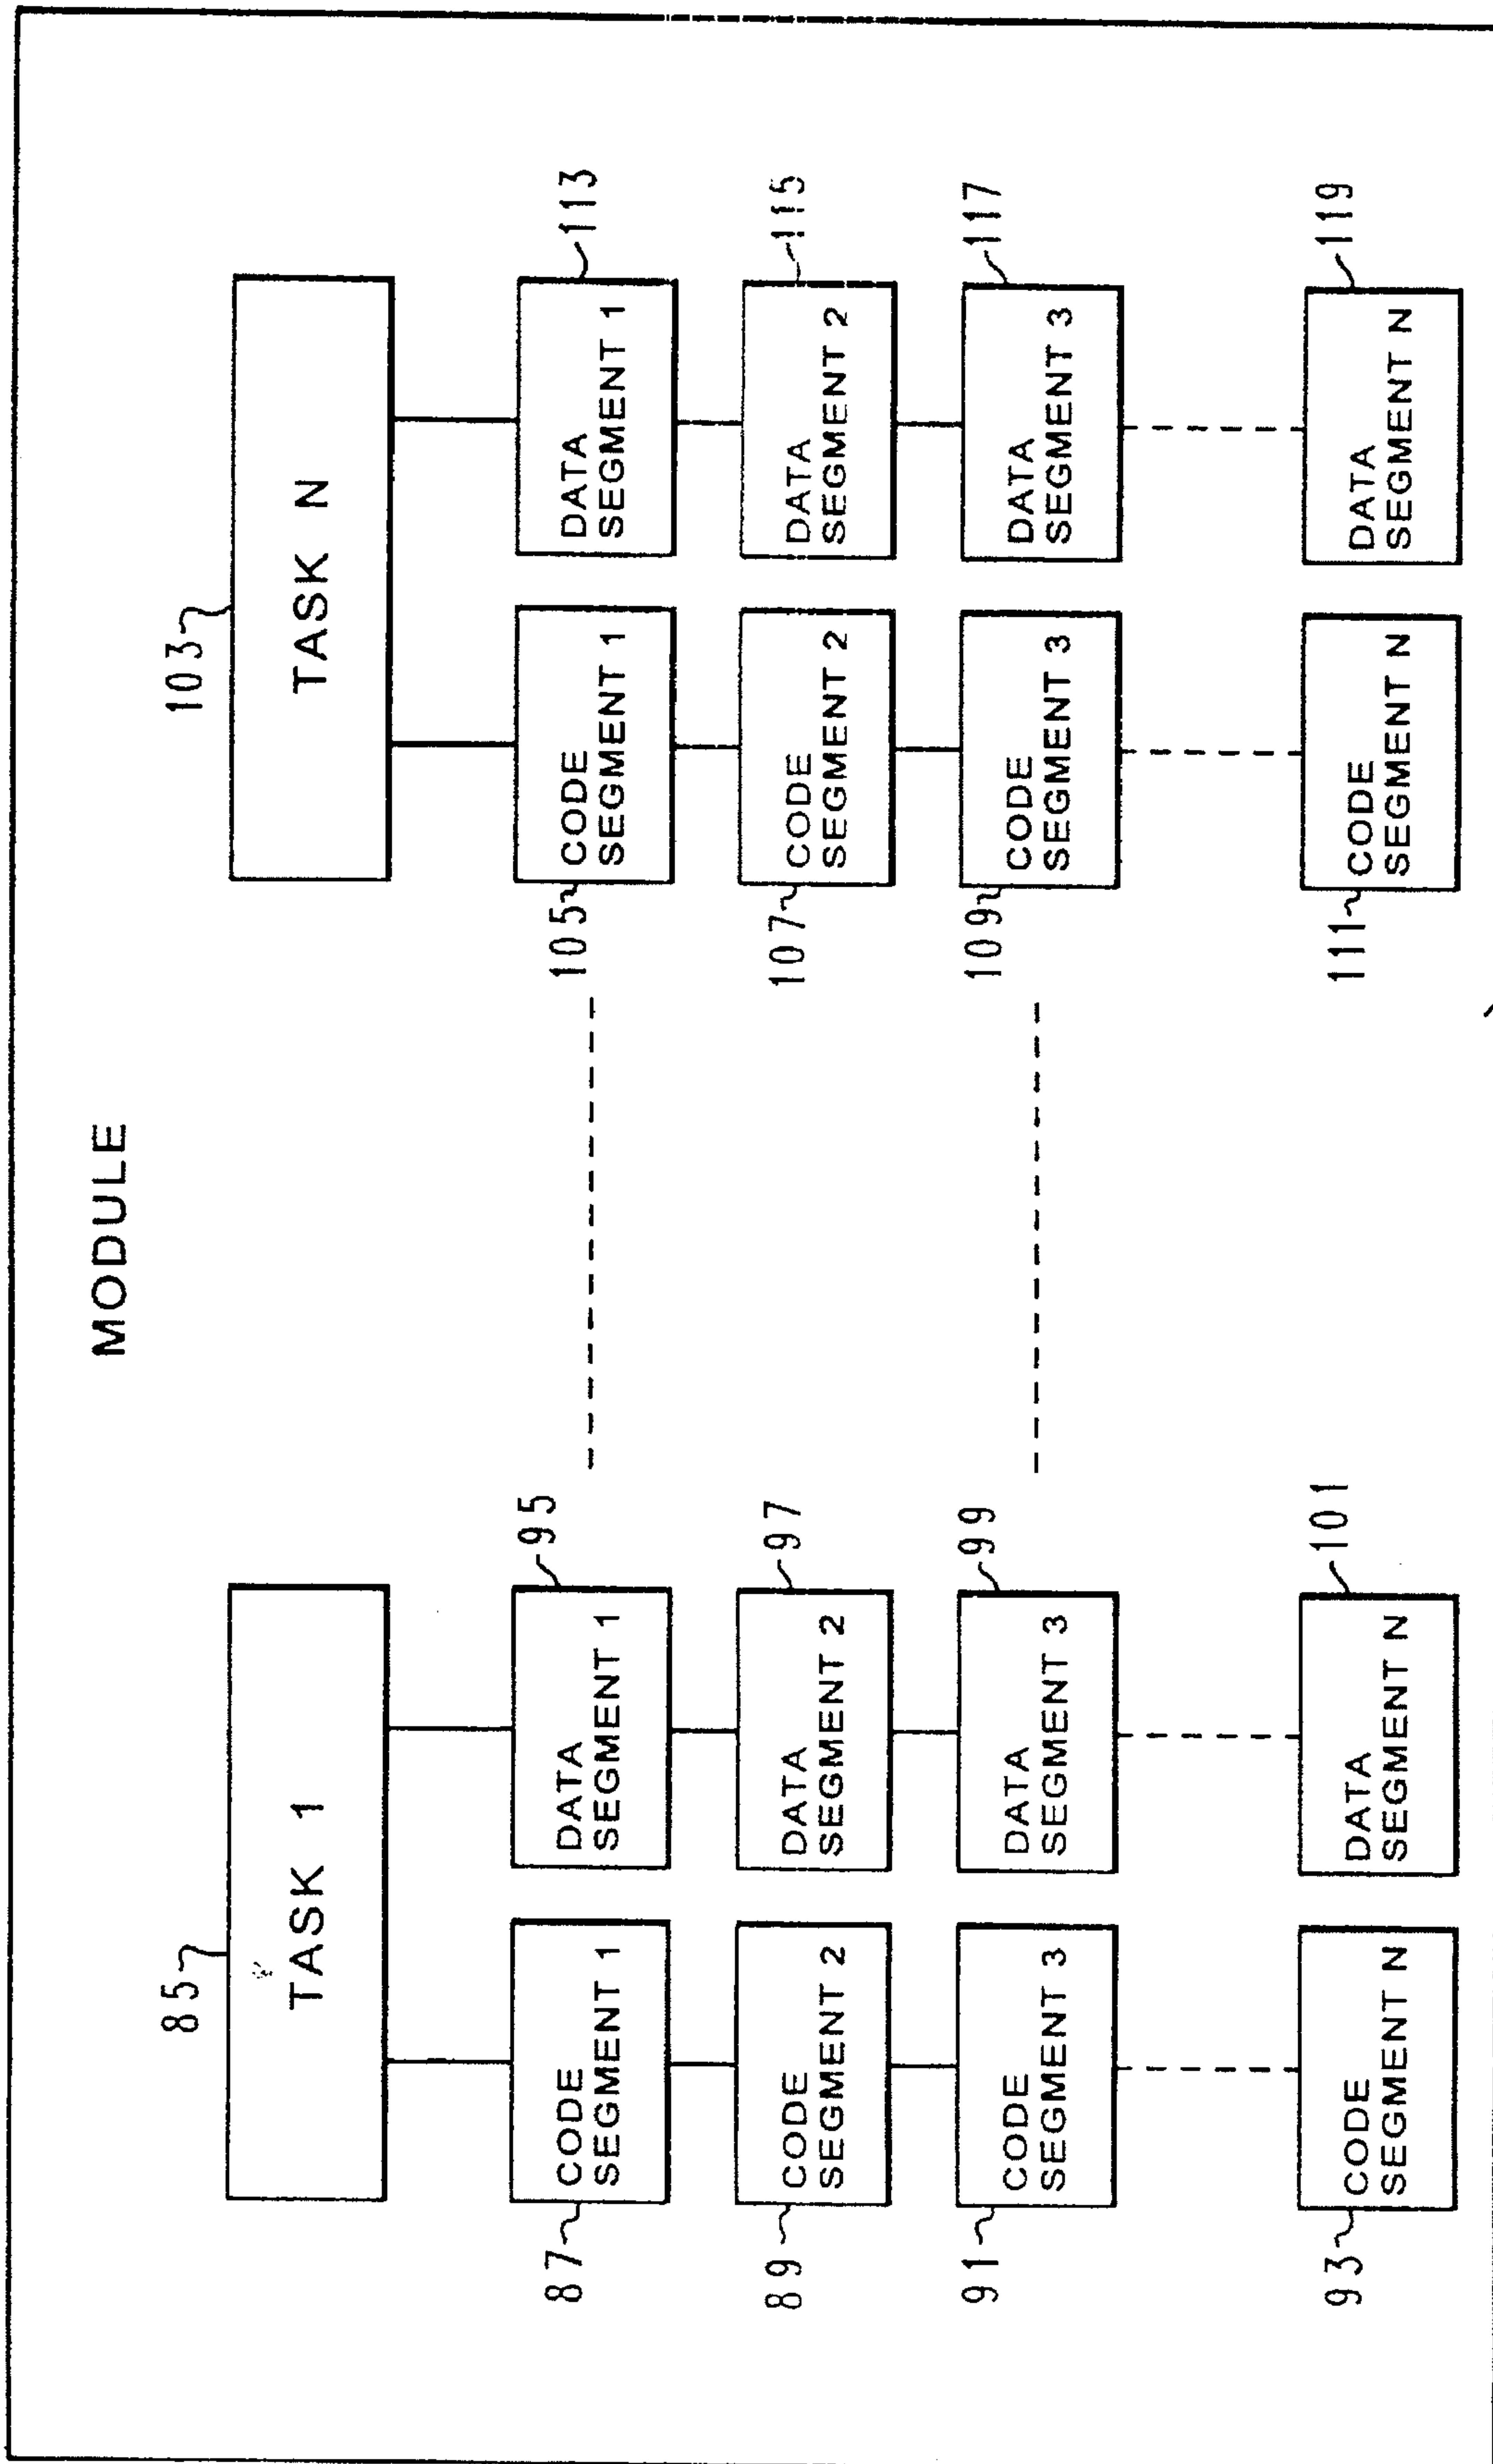 MODULE
85
TASK 1
103
TASK N
87
CODE
SEGMENT 1
DATA
SEGMENT 1
95
105
CODE
SEGMENT 1
DATA
SEGMENT 1
113
89
CODE
SEGMENT 2
DATA
SEGMENT 2
97
107
CODE
SEGMENT 2
DATA
SEGMENT 2
115
91
CODE
SEGMENT 3
DATA
SEGMENT 3
99
109
CODE
SEGMENT 3
DATA
SEGMENT 3
117
93
CODE
SEGMENT N
DATA
SEGMENT N
101
111
CODE
SEGMENT N
DATA
SEGMENT N
119